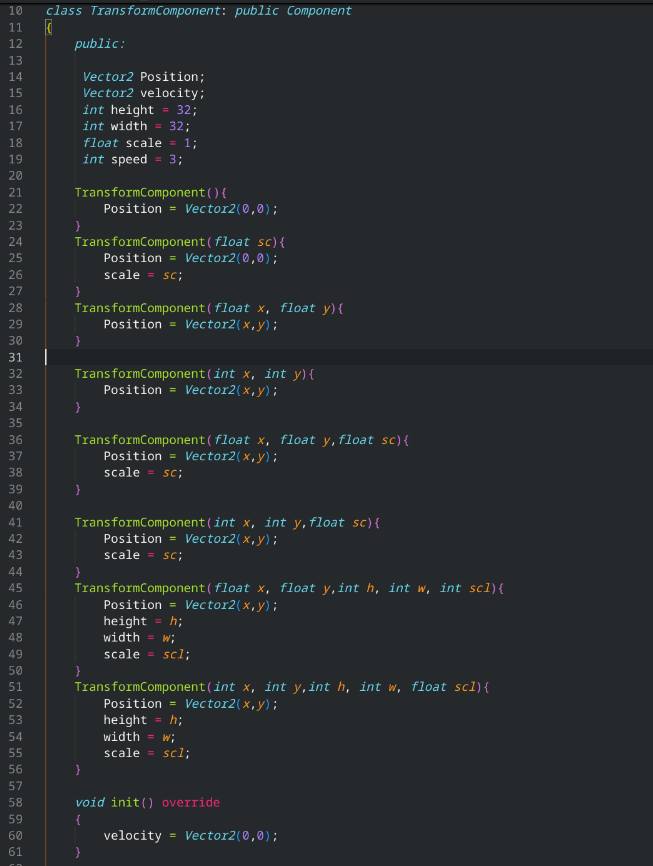 10 class TransformComponent: public Component
11 {
12 public:
13
14 Vector2 Position;
15 Vector2 velocity;
16 int height = 32;
17 int width = 32;
18 float scale = 1;
19 int speed = 3;
20
21 TransformComponent(){
22 Position = Vector2(0,0);
23 }
24 TransformComponent(float sc){
25 Position = Vector2(0,0);
26 scale = sc;
27 }
28 TransformComponent(float x, float y){
29 Position = Vector2(x,y);
30 }
31
32 TransformComponent(int x, int y){
33 Position = Vector2(x,y);
34 }
35
36 TransformComponent(float x, float y,float sc){
37 Position = Vector2(x,y);
38 scale = sc;
39 }
40
41 TransformComponent(int x, int y,float sc){
42 Position = Vector2(x,y);
43 scale = sc;
44 }
45 TransformComponent(float x, float y,int h, int w, int scl){
46 Position = Vector2(x,y);
47 height = h;
48 width = w;
49 scale = scl;
50 }
51 TransformComponent(int x, int y,int h, int w, float scl){
52 Position = Vector2(x,y);
53 height = h;
54 width = w;
55 scale = scl;
56 }
57
58 void init() override
59 {
60 velocity = Vector2(0,0);
61 }